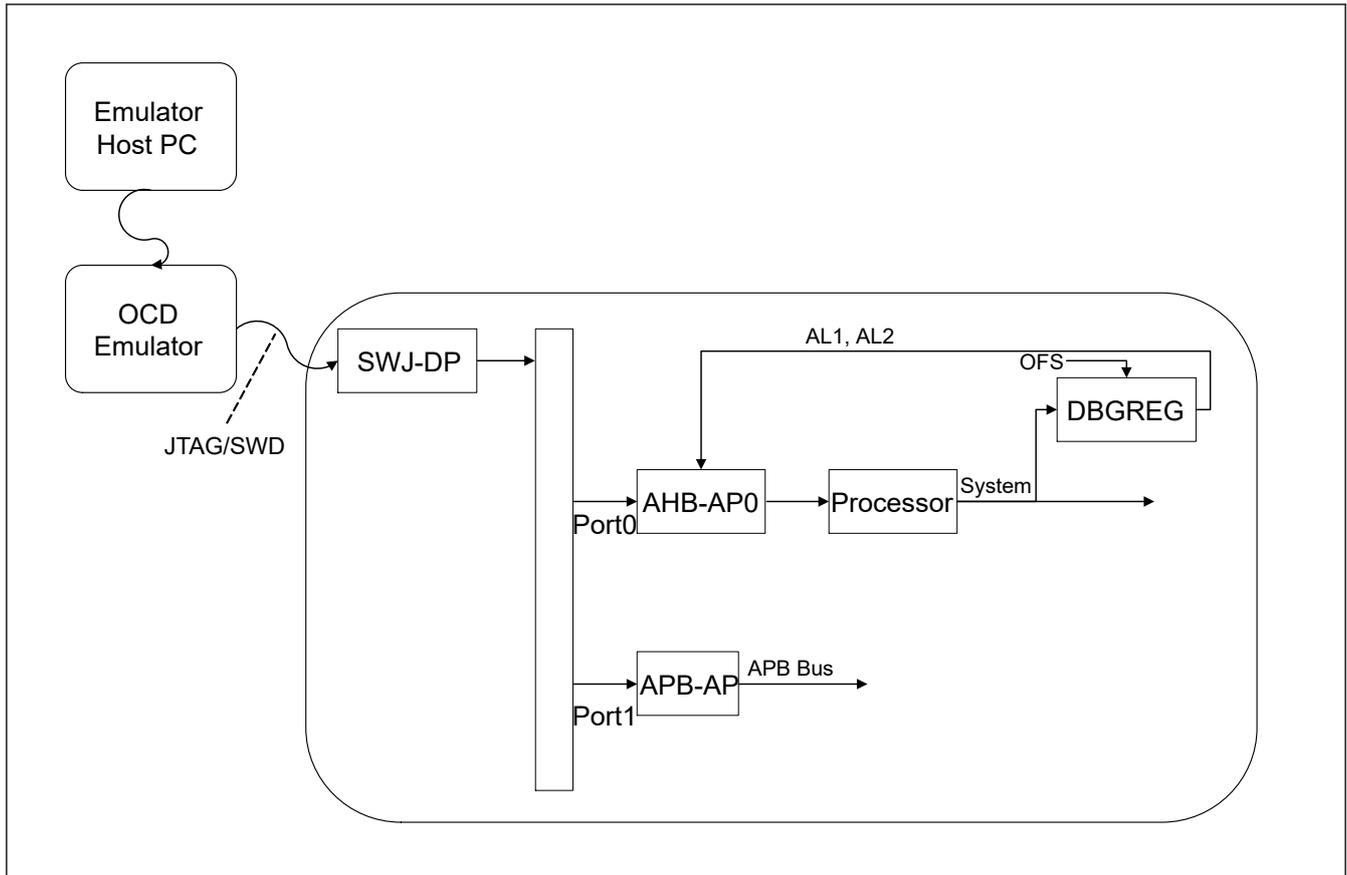 Emulator
Host PC
OCD
Emulator
JTAG/SWD
SWJ-DP
AL1, AL2
OFS
DBGREG
AHB-AP0
Port0
Processor
System
APB-AP
APB Bus
Port1